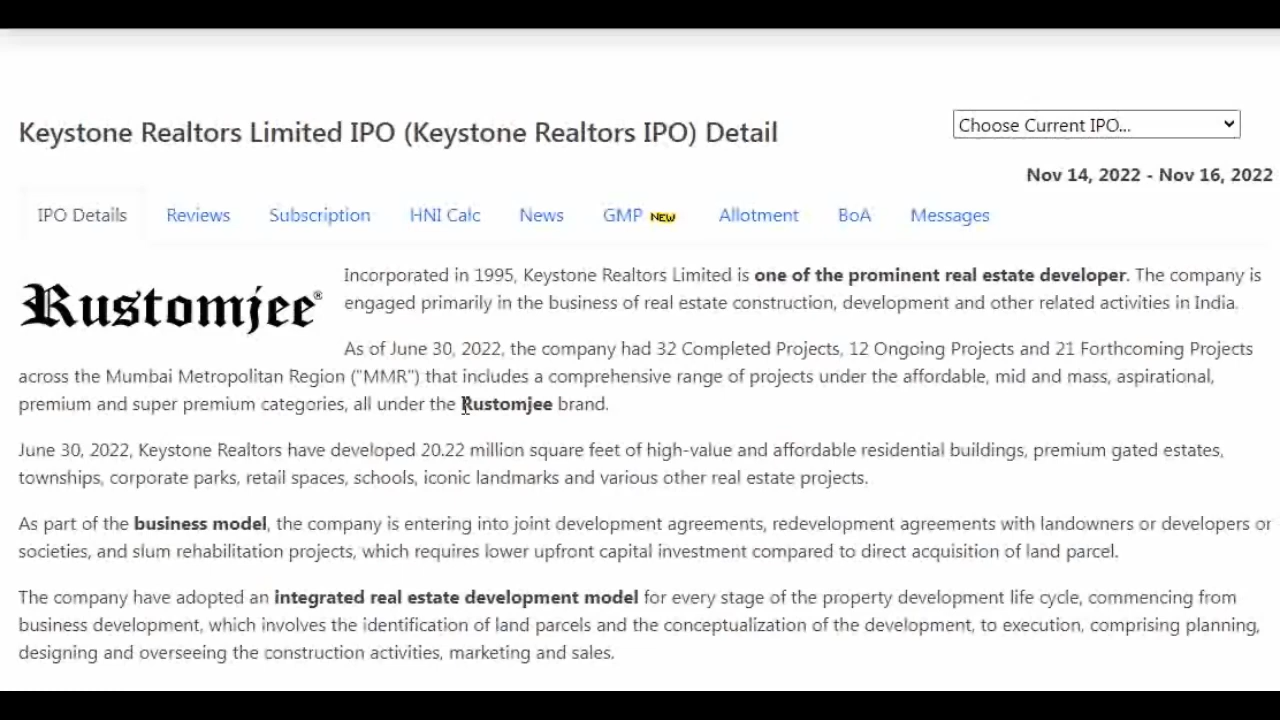 Keystone Realtors Limited IPO (Keystone Realtors IPO) Detail
Choose Current IPO...
Nov 14, 2022 - Nov 16, 2022
IPO Details Reviews Subscription HNI Calc News GMP NEW Allotment BoA Messages
Rustomjee®
Incorporated in 1995, Keystone Realtors Limited is one of the prominent real estate developer. The company is
engaged primarily in the business of real estate construction, development and other related activities in India.
As of June 30, 2022, the company had 32 Completed Projects, 12 Ongoing Projects and 21 Forthcoming Projects
across the Mumbai Metropolitan Region ("MMR") that includes a comprehensive range of projects under the affordable, mid and mass, aspirational,
premium and super premium categories, all under the Rustomjee brand.
June 30, 2022, Keystone Realtors have developed 20.22 million square feet of high-value and affordable residential buildings, premium gated estates,
townships, corporate parks, retail spaces, schools, iconic landmarks and various other real estate projects.
As part of the business model, the company is entering into joint development agreements, redevelopment agreements with landowners or developers or
societies, and slum rehabilitation projects, which requires lower upfront capital investment compared to direct acquisition of land parcel.
The company have adopted an integrated real estate development model for every stage of the property development life cycle, commencing from
business development, which involves the identification of land parcels and the conceptualization of the development, to execution, comprising planning,
designing and overseeing the construction activities, marketing and sales.